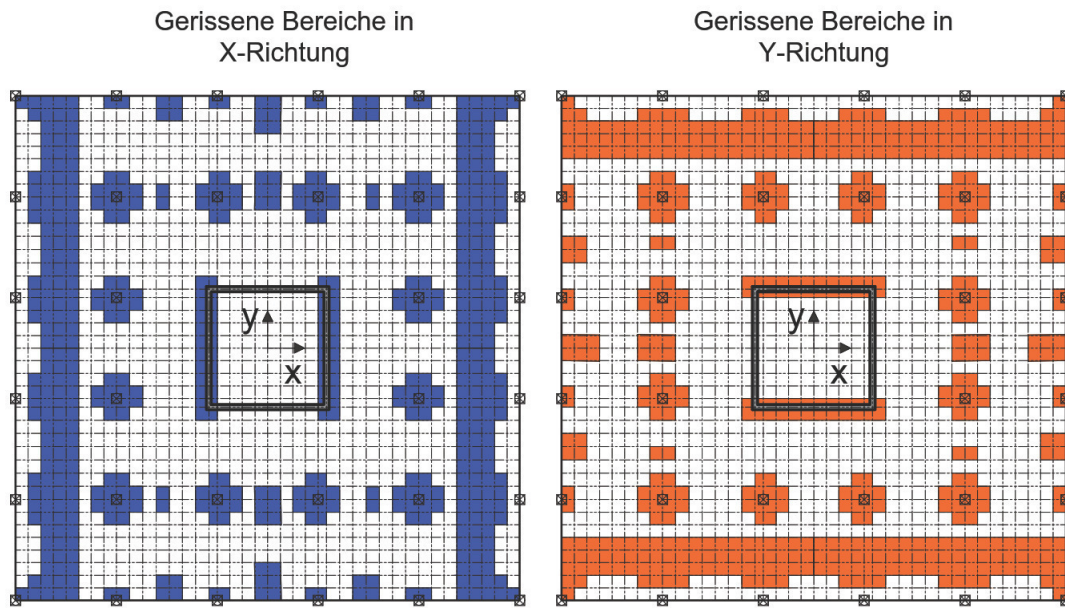 Gerissene Bereiche in
X-Richtung
Gerissene Bereiche in
Y-Richtung
y
x
y
x